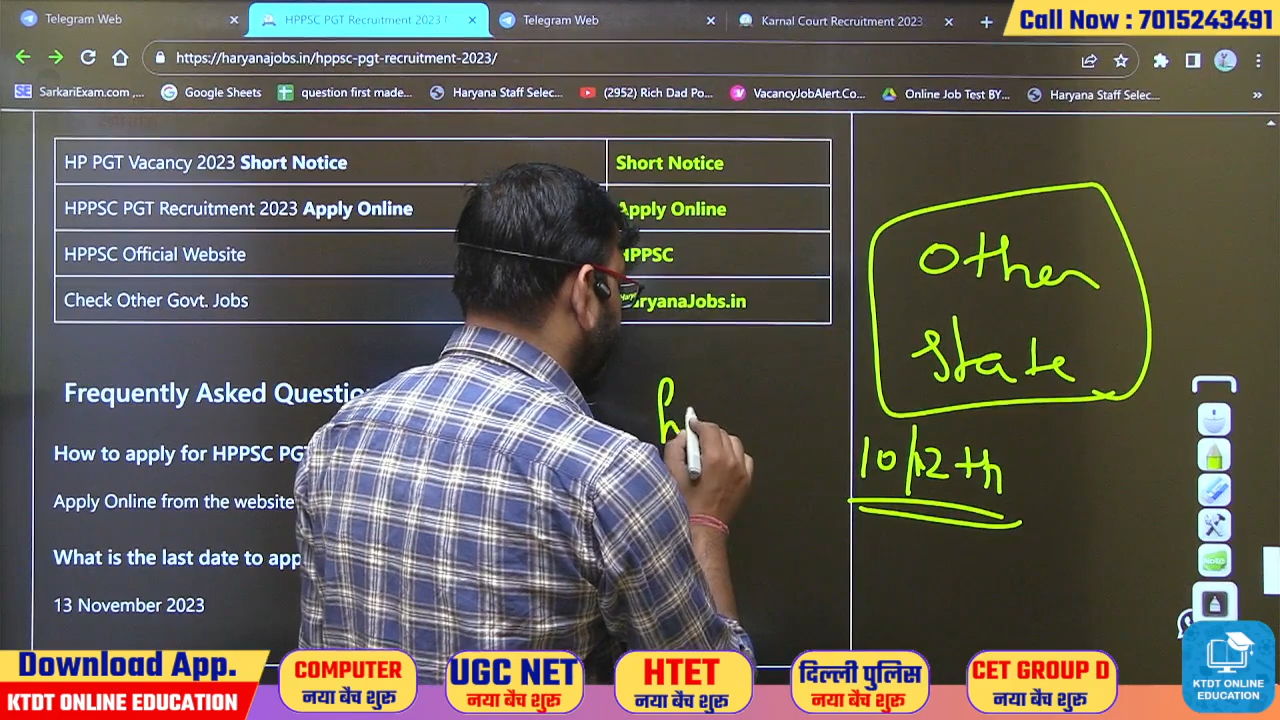 Telegram Web
HPPSC PGT Recruitment 2023
Telegram Web
Karnal Court Recruitment 2023
Call Now : 7015243491
https://haryanajobs.in/hppsc-pgt-recruitment-2023/
SarkariExam.com ,...
Google Sheets
question first made...
Haryana Staff Selec...
(2952) Rich Dad Po...
VacancyJobAlert.Co...
Online Job Test BY...
Haryana Staff Selec...
»
HP PGT Vacancy 2023 Short Notice
Short Notice
HPPSC PGT Recruitment 2023 Apply Online
Apply Online
HPPSC Official Website
HPPSC
Check Other Govt. Jobs
HaryanaJobs.in
Other
State
10/12th
Frequently Asked Questio
How to apply for HPPSC PG
Apply Online from the website
What is the last date to app
13 November 2023
Download App.
KTDT ONLINE EDUCATION
COMPUTER
नया बैच शुरू
UGC NET
नया बैच शुरू
HTET
नया बैच शुरू
दिल्ली पुलिस
नया बैच शुरू
CET GROUP D
नया बैच शुरू
KTDT ONLINE
EDUCATION